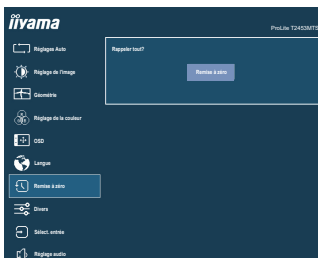 iiyama
ProLite T2453MTS
Réglages Auto
Rappeler tout?
Réglage de l'image
Remise à zéro
Géométrie
Réglage de la couleur
OSD
Langue
Remise à zéro
Divers
Sélect. entrée
Réglage audio